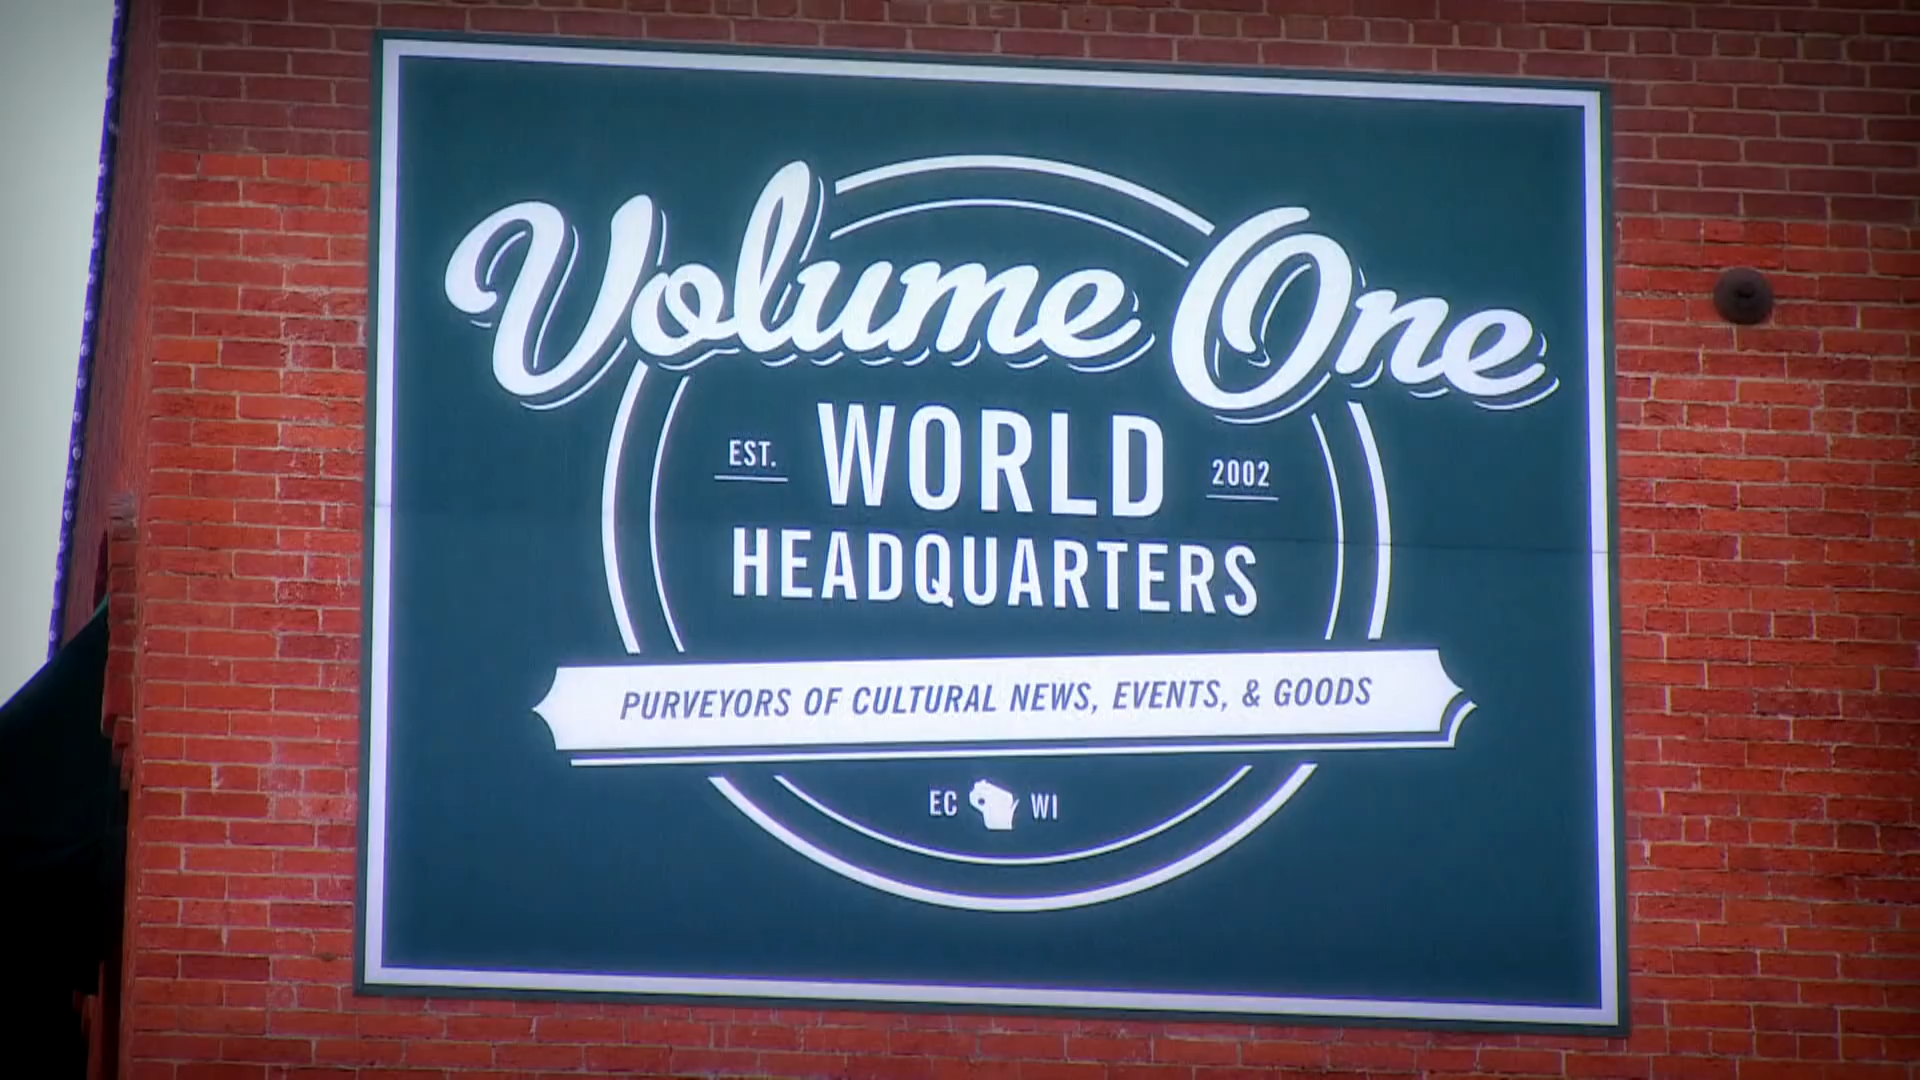 Volume One
EST. WORLD 2002
HEADQUARTERS
PURVEYORS OF CULTURAL NEWS, EVENTS, & GOODS
EC WI